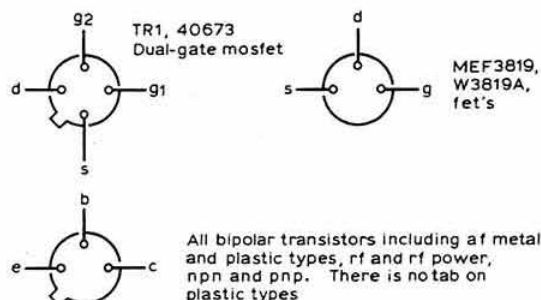 g2
TR1, 40673
Dual-gate mosfet
d
g1
s
d
s
g
MEF3819,
W3819A,
fet's
b
e
c
All bipolar transistors including af metal
and plastic types, rf and rf power,
npn and pnp. There is no tab on
plastic types